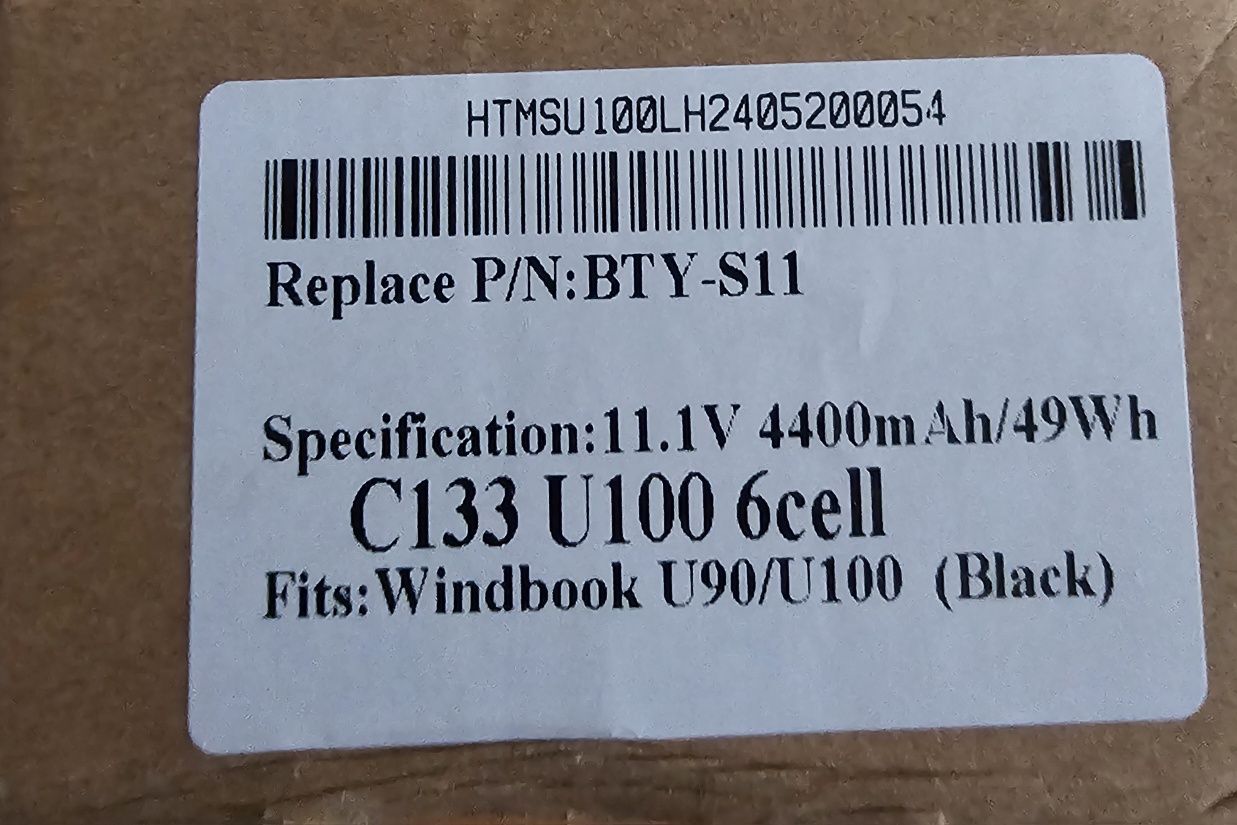 HTMSU100LH2405200054
Replace P/N:BTY-S11
Specification:11.1V 4400mAh/49Wh
C133 U100 6cell
Fits:Windbook U90/U100 (Black)